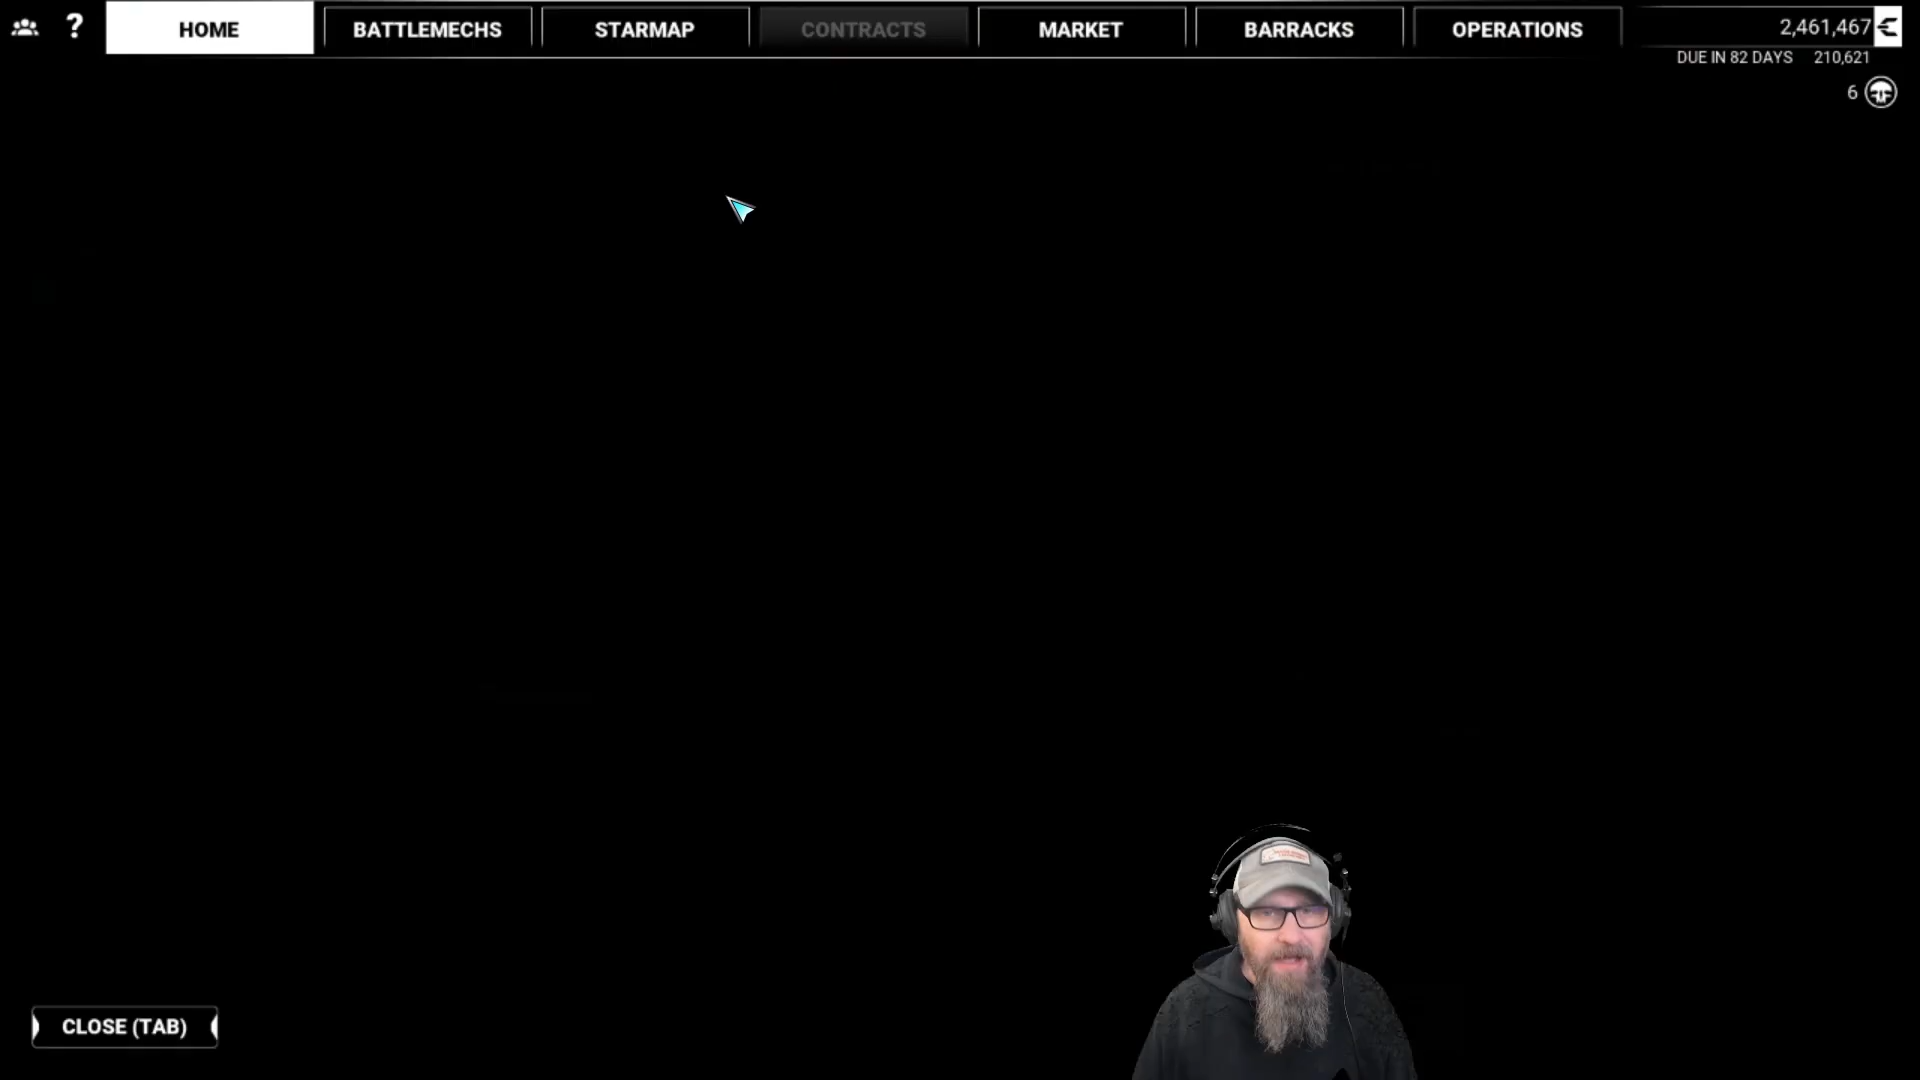 ?
HOME
BATTLEMECHS
STARMAP
CONTRACTS
MARKET
BARRACKS
OPERATIONS
2,461,467
DUE IN 82 DAYS 210,621
6
CLOSE (TAB)